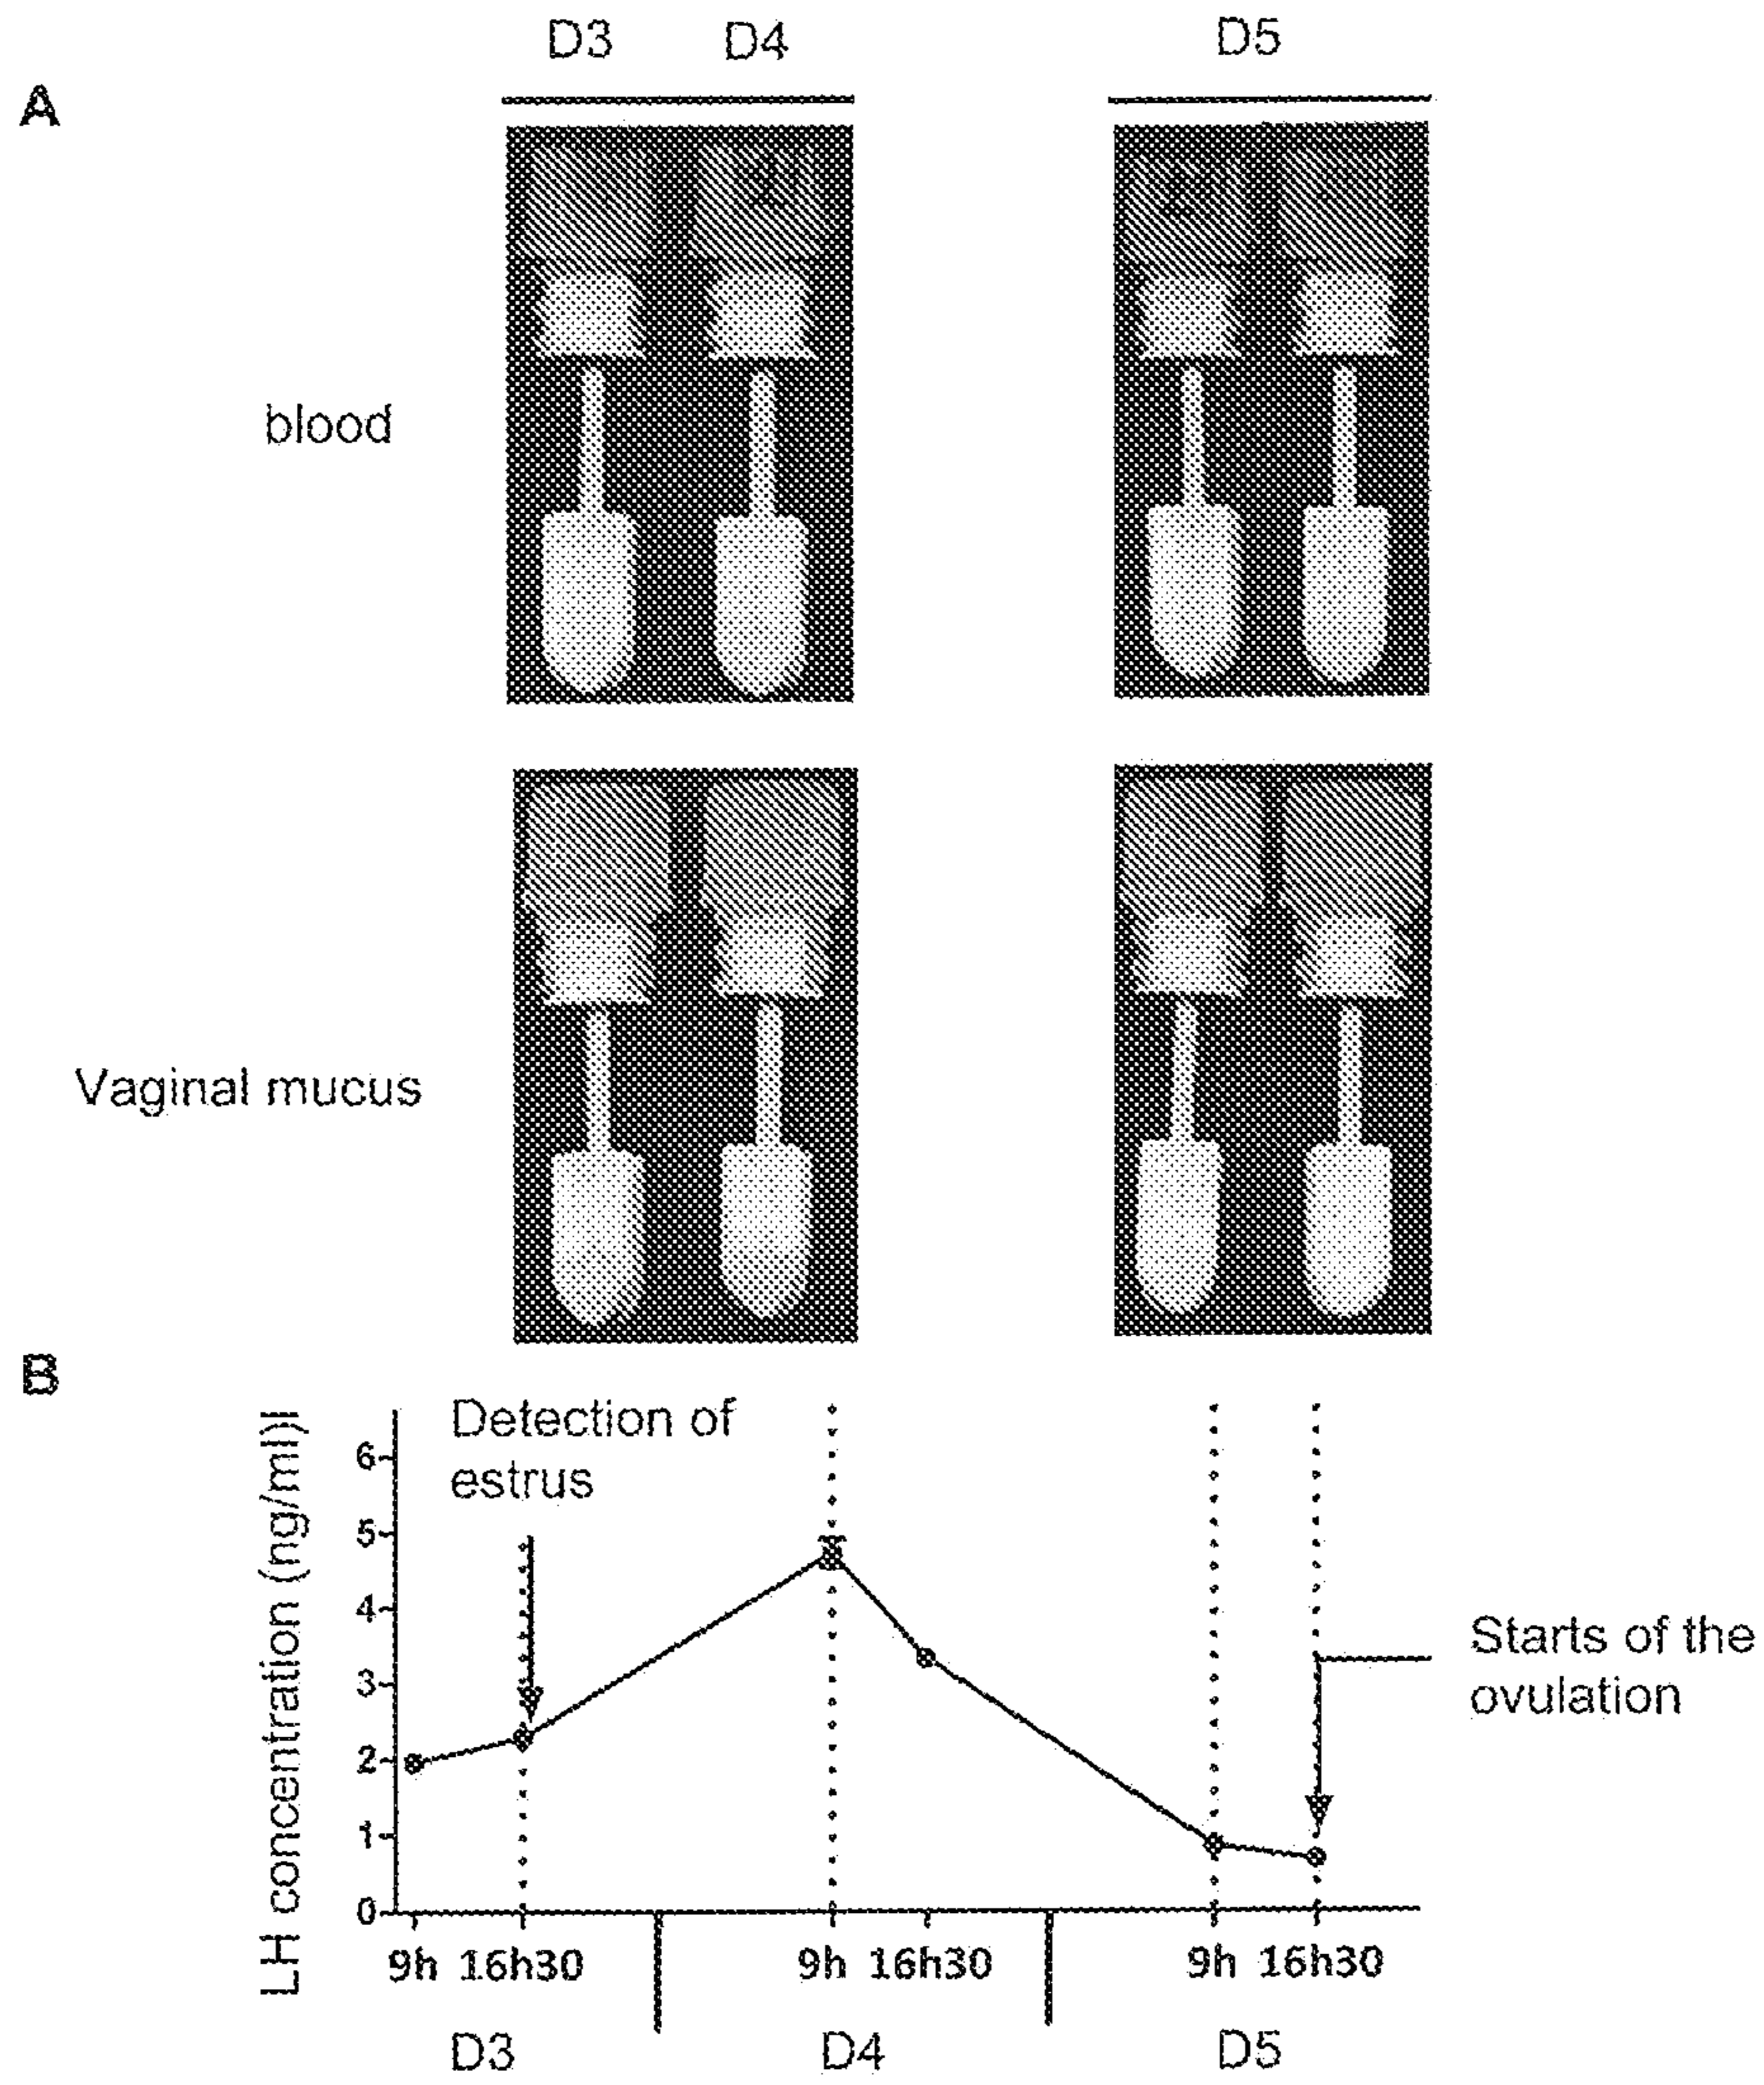 D3 D4 D5
A
blood
Vaginal mucus
B
Detection of
estrus
LH concentration (ng/ml)l
6
5
4
3
2
1
0
Starts of the
ovulation
9h 16h30 9h 16h30 9h 16h30
D3 D4 D5